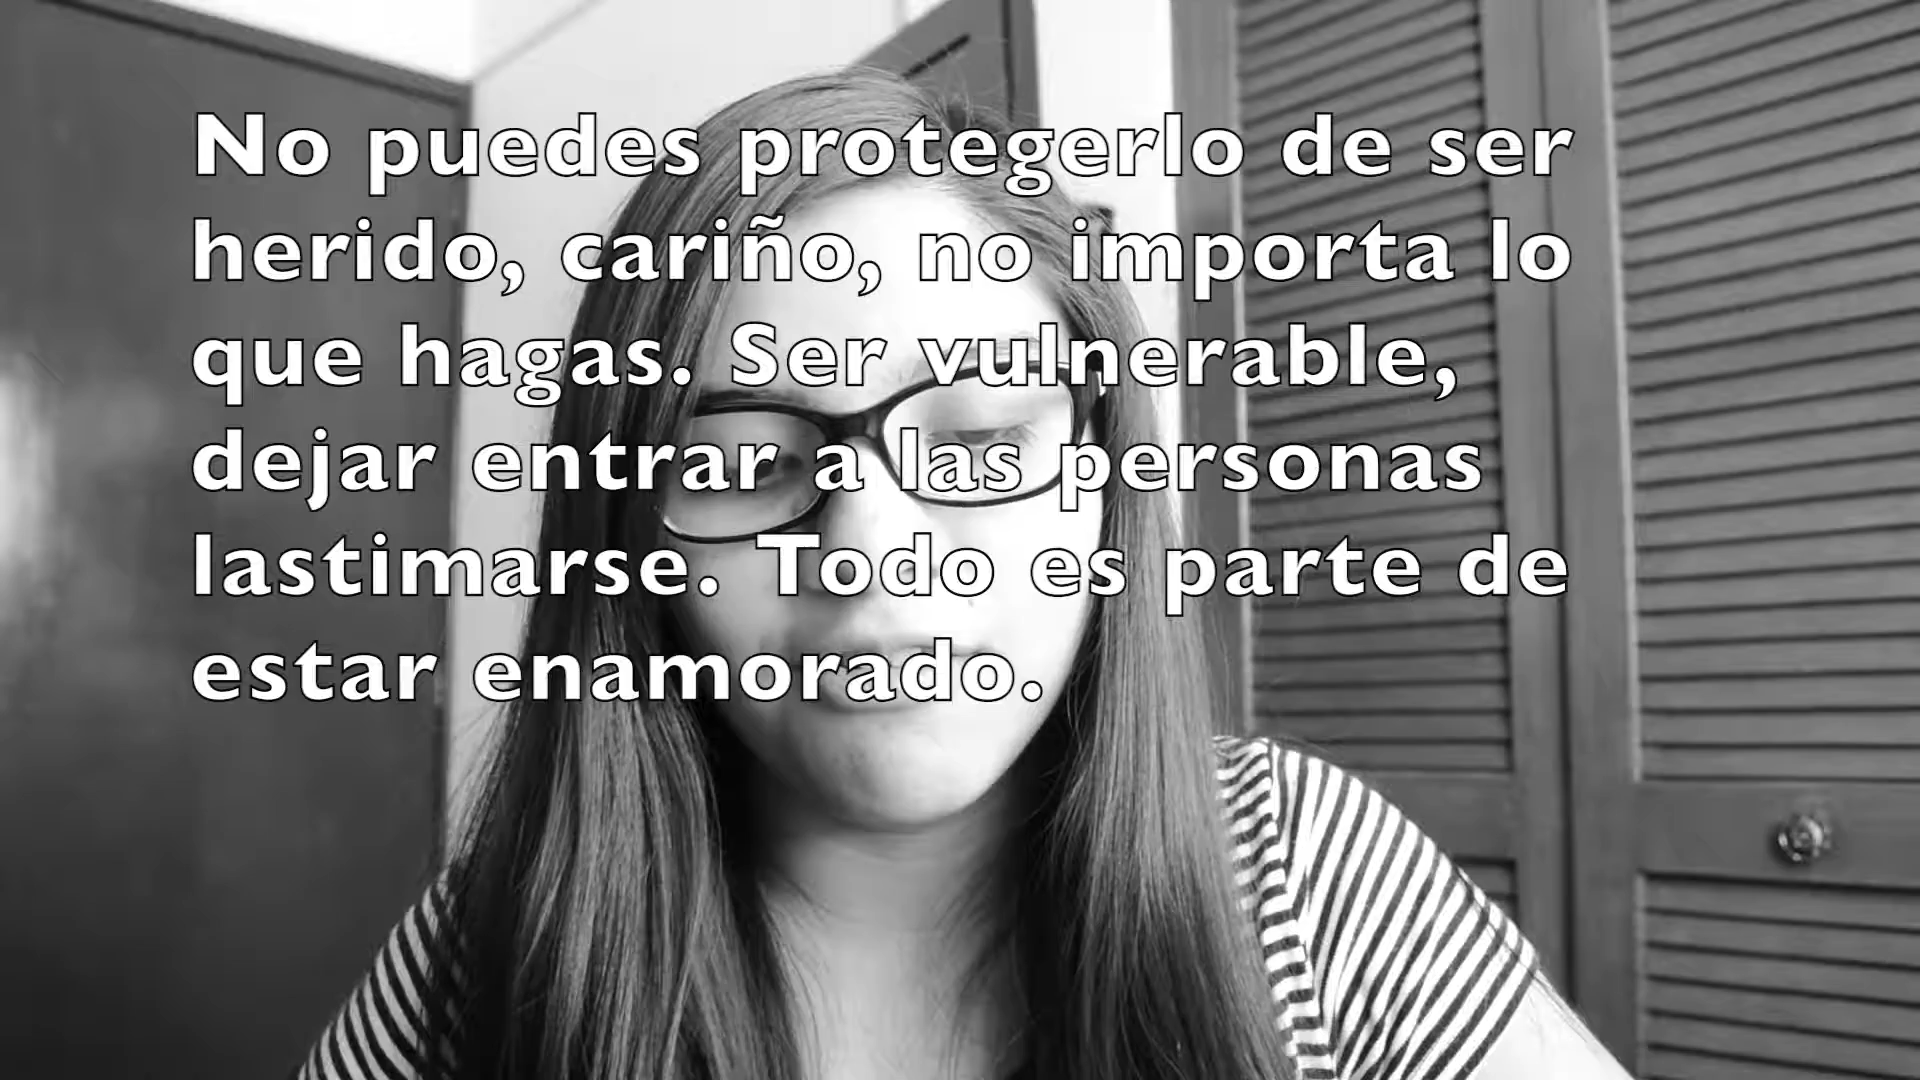 No puedes protegerlo de ser
herido, cariño, no importa lo
que hagas. Ser vulnerable,
dejar entrar a las personas
lastimarse. Todo es parte de
estar enamorado.